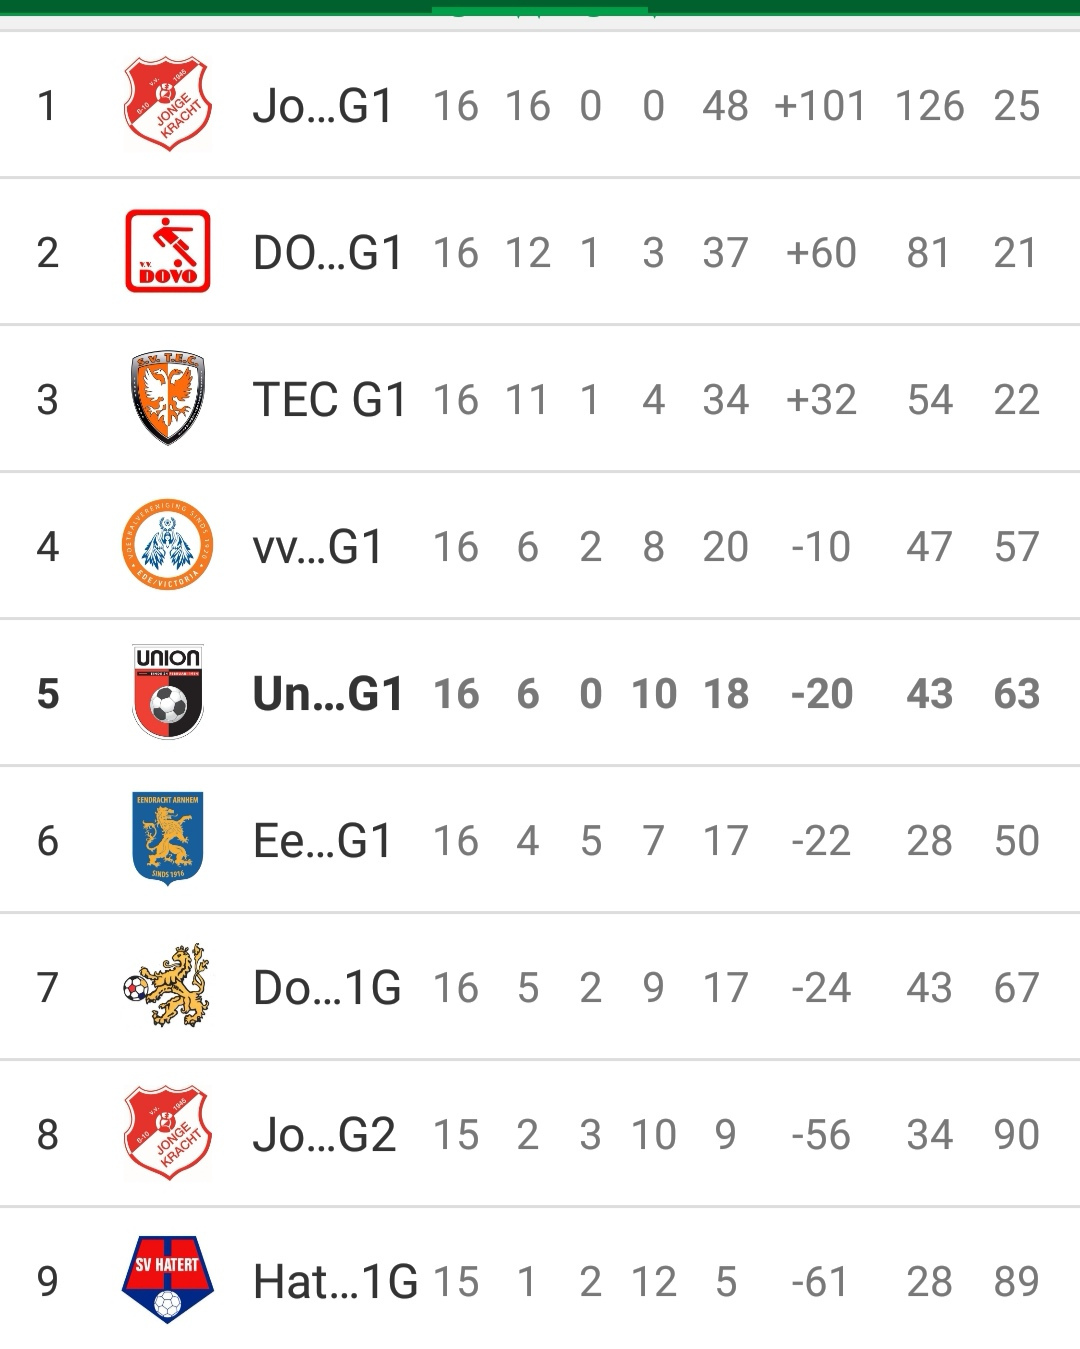 1 V.V. 1945 0-10 JONGE KRACHT Jo...G1 16 16 0 0 48 +101 126 25
2 V.V. DOVO DO...G1 16 12 1 3 37 +60 81 21
3 S.V. T.E.C. TEC G1 16 11 1 4 34 +32 54 22
4 VOETBALVERENIGING SINDS 1920 EDE/VICTORIA vv...G1 16 6 2 8 20 -10 47 57
5 UNION Un...G1 16 6 0 10 18 -20 43 63
6 EENDRACHT ARNHEM SINDS 1916 Ee...G1 16 4 5 7 17 -22 28 50
7 Do...1G 16 5 2 9 17 -24 43 67
8 V.V. 1945 0-10 JONGE KRACHT Jo...G2 15 2 3 10 9 -56 34 90
9 SV HATERT Hat...1G 15 1 2 12 5 -61 28 89